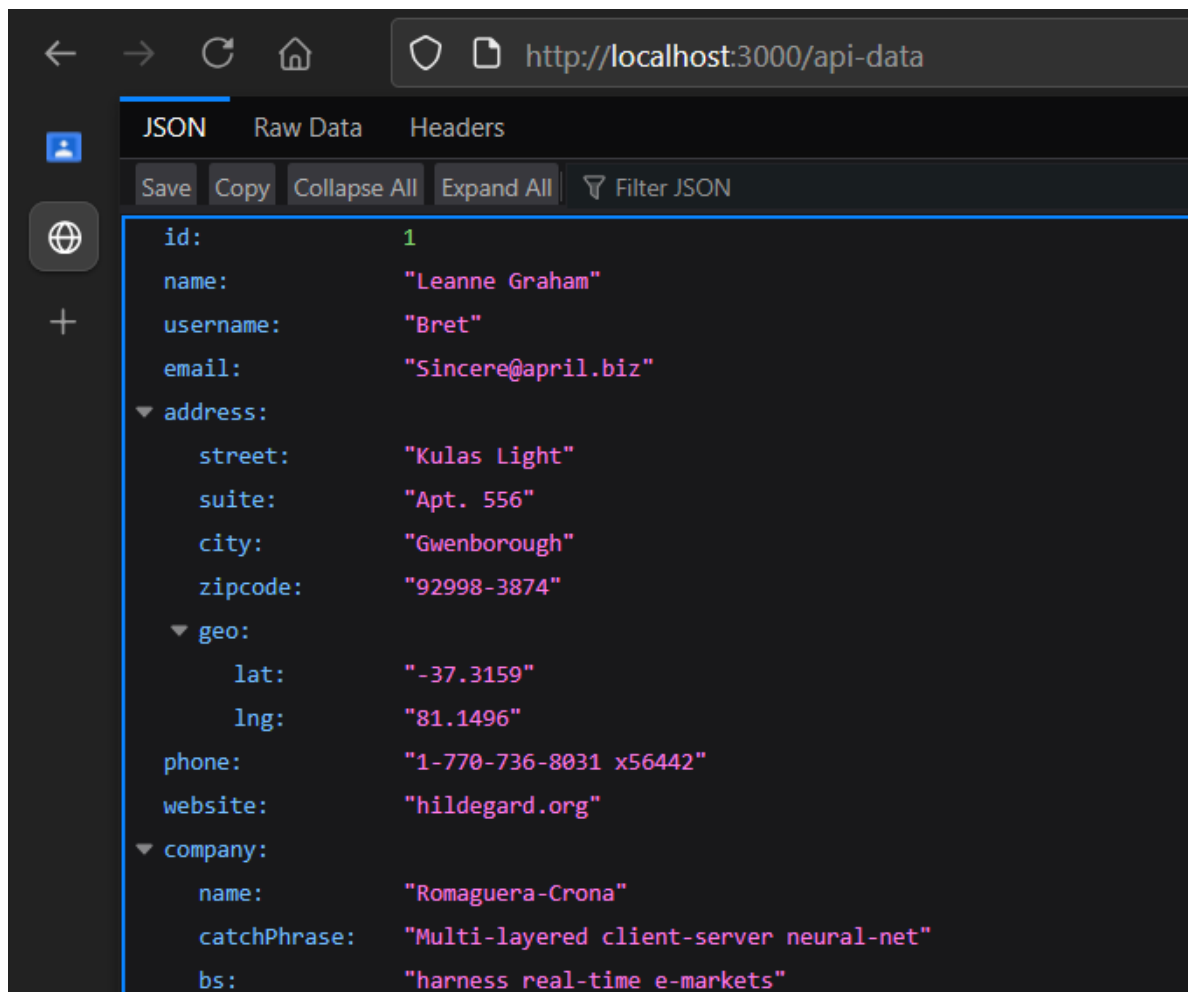 http://localhost:3000/api-data
JSON Raw Data Headers
Save Copy Collapse All Expand All Filter JSON
id: 1
name: "Leanne Graham"
username: "Bret"
email: "Sincere@april.biz"
address:
street: "Kulas Light"
suite: "Apt. 556"
city: "Gwenborough"
zipcode: "92998-3874"
geo:
lat: "-37.3159"
lng: "81.1496"
phone: "1-770-736-8031 x56442"
website: "hildegard.org"
company:
name: "Romaguera-Crona"
catchPhrase: "Multi-layered client-server neural-net"
bs: "harness real-time e-markets"